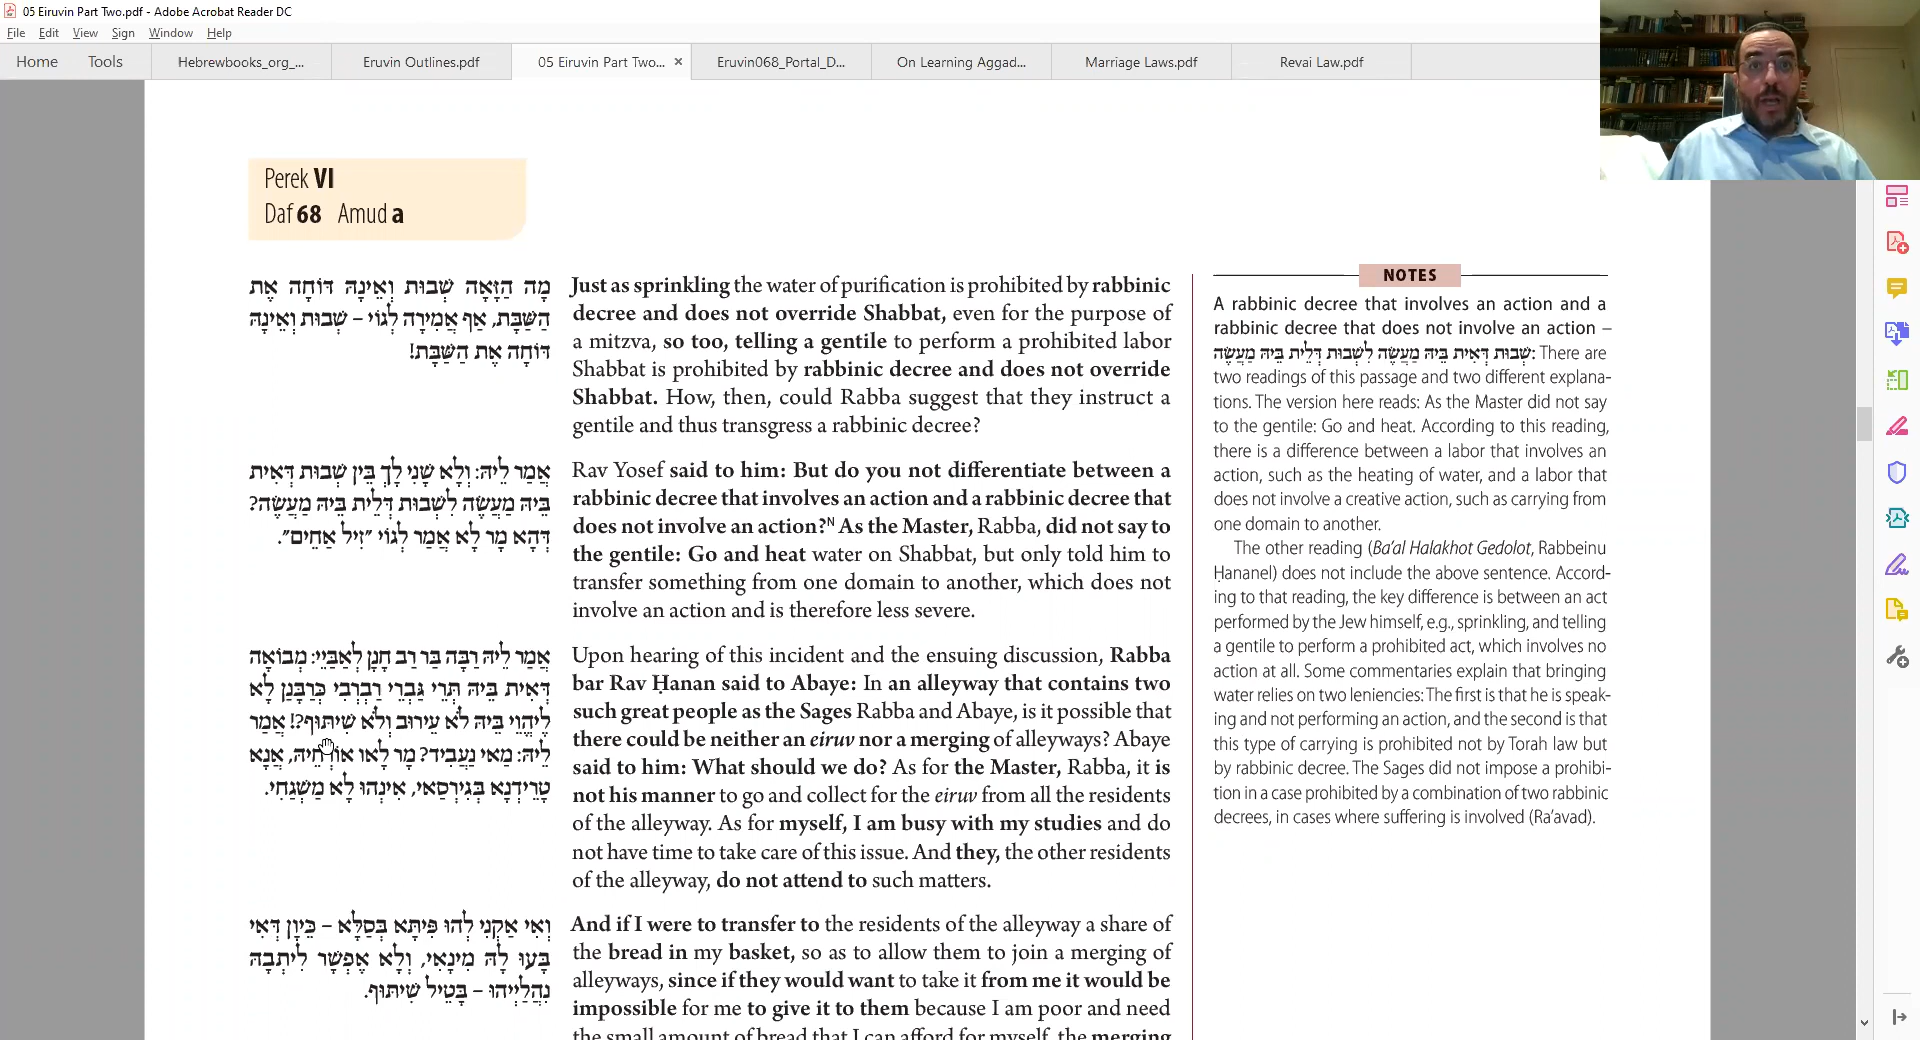 05 Eiruvin Part Two.pdf - Adobe Acrobat Reader DC
File Edit View Sign Window Help
Home Tools Hebrewbooks_org_... Eruvin Outlines.pdf 05 Eiruvin Part Two... × Eruvin068_Portal_D... On Learning Aggad... Marriage Laws.pdf Revai Law.pdf
Perek VI
Daf 68 Amud a
מָה הַזָּאָה שְׁבוּת וְאֵינָהּ דּוֹחָה אֶת
הַשַּׁבָּת, אַף אֲמִירָה לְגוֹי – שְׁבוּת וְאֵינָהּ
דּוֹחָה אֶת הַשַּׁבָּת!
Just as sprinkling the water of purification is prohibited by rabbinic
decree and does not override Shabbat, even for the purpose of
a mitzva, so too, telling a gentile to perform a prohibited labor
Shabbat is prohibited by rabbinic decree and does not override
Shabbat. How, then, could Rabba suggest that they instruct a
gentile and thus transgress a rabbinic decree?
אֲמַר לֵיהּ: וְלָא שָׁנֵי לָךְ בֵּין שְׁבוּת דְּאִית
בֵּיהּ מַעֲשֶׂה לִשְׁבוּת דְּלֵית בֵּיהּ מַעֲשֶׂה?
דְּהָא מָר לָא אֲמַר לְגוֹי ״זִיל אַחֵים״.
Rav Yosef said to him: But do you not differentiate between a
rabbinic decree that involves an action and a rabbinic decree that
does not involve an action?ᴺ As the Master, Rabba, did not say to
the gentile: Go and heat water on Shabbat, but only told him to
transfer something from one domain to another, which does not
involve an action and is therefore less severe.
אֲמַר לֵיהּ רַבָּה בַּר רַב חָנָן לְאַבַּיֵי: מְבוֹאָה
דְּאִית בֵּיהּ תְּרֵי גַּבְרֵי רַבְרְבֵי כְּרַבָּנַן לָא
לֶיהֱוֵי בֵּיהּ לֹא עֵירוּב וְלֹא שִׁיתּוּף?! אֲמַר
לֵיהּ: מַאי נַעֲבֵיד? מָר לָאו אוֹרְחֵיהּ, אֲנָא
טָרֵידְנָא בְּגִירְסַאי, אִינְהוּ לָא מַשְׁגְּחִי.
Upon hearing of this incident and the ensuing discussion, Rabba
bar Rav Ḥanan said to Abaye: In an alleyway that contains two
such great people as the Sages Rabba and Abaye, is it possible that
there could be neither an eiruv nor a merging of alleyways? Abaye
said to him: What should we do? As for the Master, Rabba, it is
not his manner to go and collect for the eiruv from all the residents
of the alleyway. As for myself, I am busy with my studies and do
not have time to take care of this issue. And they, the other residents
of the alleyway, do not attend to such matters.
וְאִי אַקְנִי לְהוּ פִּיתָּא בְּסַלָּא – כֵּיוָן דְּאִי
בָּעוּ לָהּ מִינַּאי, וְלָא אֶפְשָׁר לִיתְּבָהּ
נִהֲלַיְיהוּ – בָּטֵיל שִׁיתּוּף.
And if I were to transfer to the residents of the alleyway a share of
the bread in my basket, so as to allow them to join a merging of
alleyways, since if they would want to take it from me it would be
impossible for me to give it to them because I am poor and need
the small amount of bread that I can afford for myself, the merging
NOTES
A rabbinic decree that involves an action and a
rabbinic decree that does not involve an action –
שְׁבוּת דְּאִית בֵּיהּ מַעֲשֶׂה לִשְׁבוּת דְּלֵית בֵּיהּ מַעֲשֶׂה: There are
two readings of this passage and two different explana-
tions. The version here reads: As the Master did not say
to the gentile: Go and heat. According to this reading,
there is a difference between a labor that involves an
action, such as the heating of water, and a labor that
does not involve a creative action, such as carrying from
one domain to another.
The other reading (Ba'al Halakhot Gedolot, Rabbeinu
Ḥananel) does not include the above sentence. Accord-
ing to that reading, the key difference is between an act
performed by the Jew himself, e.g., sprinkling, and telling
a gentile to perform a prohibited act, which involves no
action at all. Some commentaries explain that bringing
water relies on two leniencies: The first is that he is speak-
ing and not performing an action, and the second is that
this type of carrying is prohibited not by Torah law but
by rabbinic decree. The Sages did not impose a prohibi-
tion in a case prohibited by a combination of two rabbinic
decrees, in cases where suffering is involved (Ra'avad).